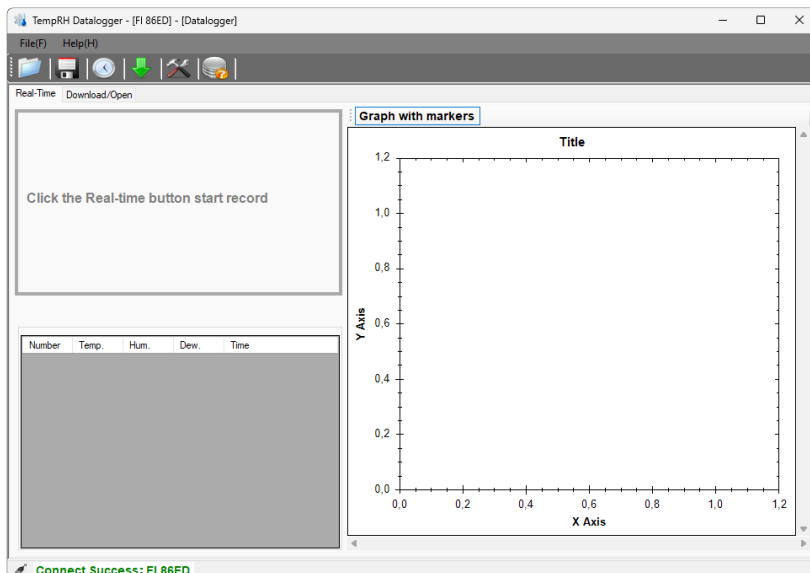 TempRH Datalogger - [FI 86ED] - [Datalogger]
File(F) Help(H)
Real-Time Download/Open
Click the Real-time button start record
Number Temp. Hum. Dew. Time
Graph with markers
Title
1,2
1,0
0,8
0,6
0,4
0,2
0,0
Y Axis
0,0 0,2 0,4 0,6 0,8 1,0 1,2
X Axis
Connect Success: FI 86ED